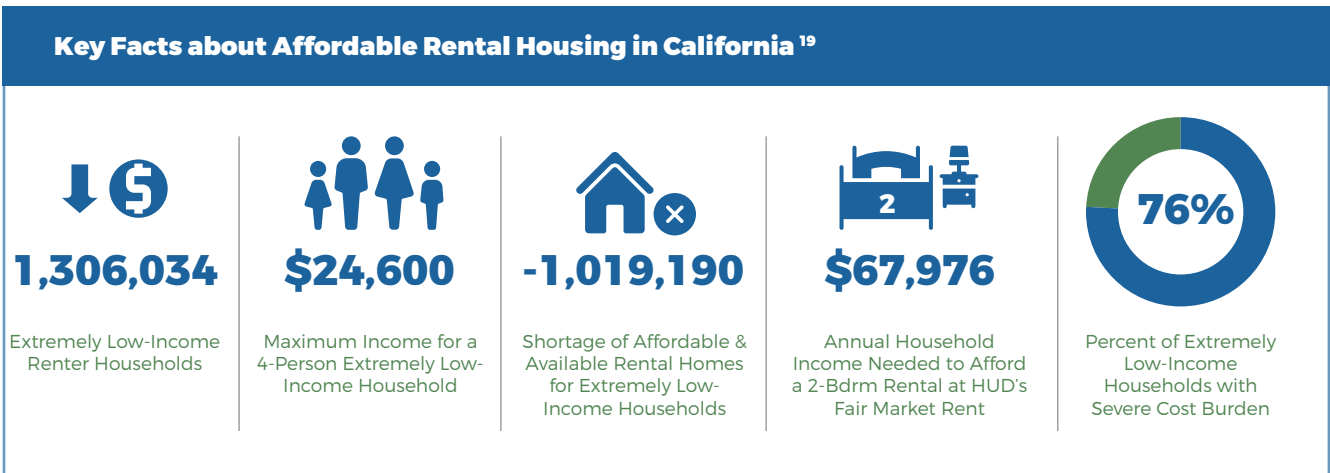 Key Facts about Affordable Rental Housing in California 19
1,306,034
Extremely Low-Income
Renter Households
$24,600
Maximum Income for a
4-Person Extremely Low-
Income Household
-1,019,190
Shortage of Affordable &
Available Rental Homes
for Extremely Low-
Income Households
2
$67,976
Annual Household
Income Needed to Afford
a 2-Bdrm Rental at HUD’s
Fair Market Rent
76%
Percent of Extremely
Low-Income
Households with
Severe Cost Burden